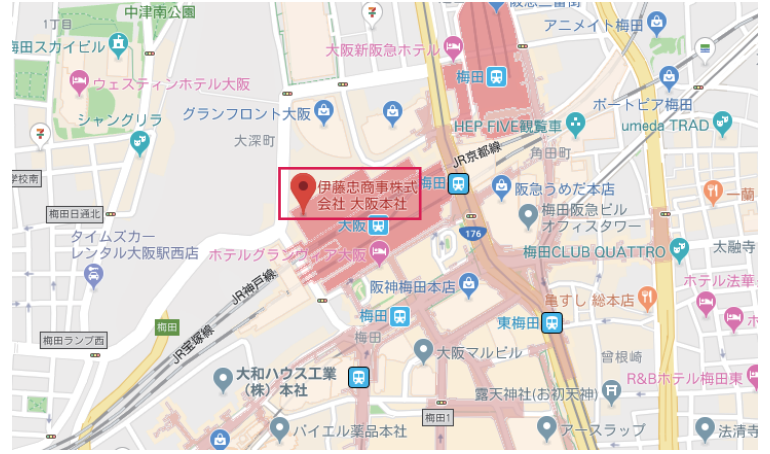 中津南公園
阪急三番街
1丁目
アニメイト梅田
梅田スカイビル
大阪新阪急ホテル
ウェスティンホテル大阪
梅田
グランフロント大阪
ポートピア梅田
シャングリラ
HEP FIVE観覧車
umeda TRAD
大深町
JR京都線
角田町
学校南
伊藤忠商事株式
会社 大阪本社
梅田
阪急うめだ本店
一蘭
梅田日通北
大阪
梅田阪急ビル
オフィスタワー
タイムズカー
レンタル大阪駅西店
ホテルグランヴィア大阪
176
梅田CLUB QUATTRO
太融寺
JR神戸線
阪神梅田本店
亀すし 総本店
ホテル法華
梅田
梅田
東梅田
ホ
梅田
梅田ランプ西
JR宝塚線
大阪マルビル
曾根崎
大和ハウス工業
(株) 本社
R&Bホテル梅田東
露天神社(お初天神)
梅田1
バイエル薬品本社
アースラップ
法清寺